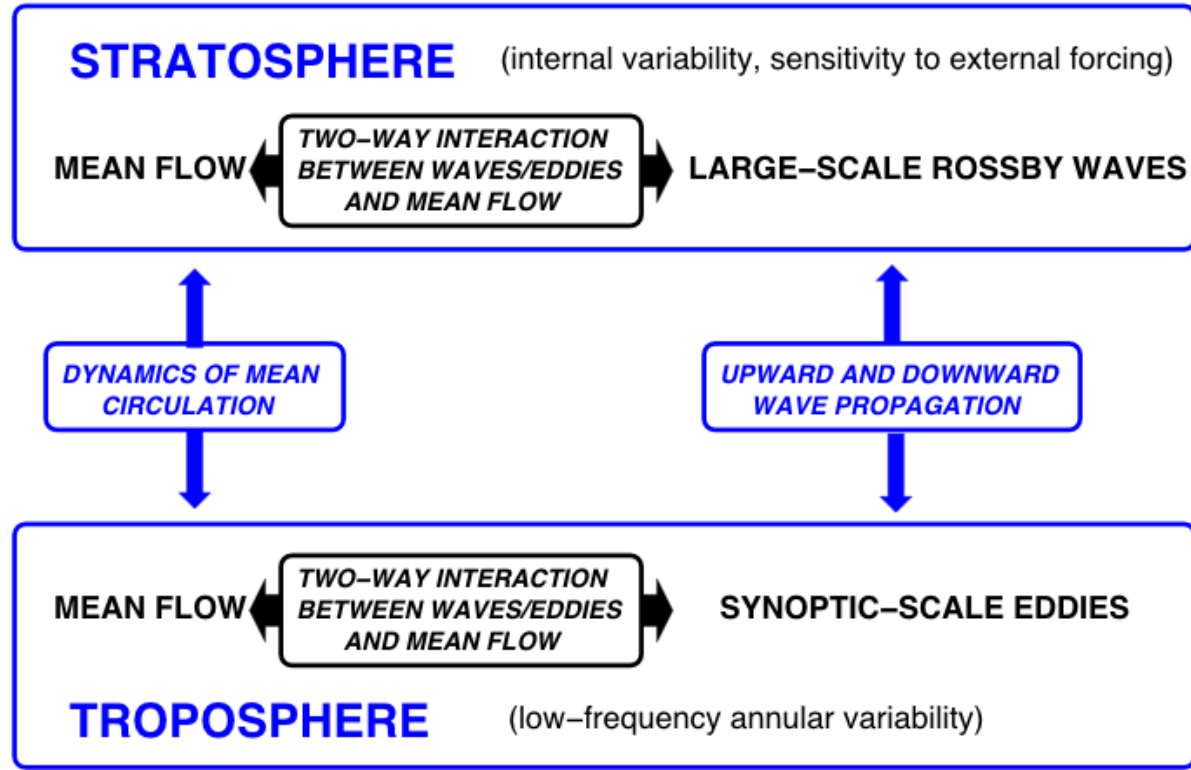 STRATOSPHERE (internal variability, sensitivity to external forcing)
TWO−WAY INTERACTION
MEAN FLOW BETWEEN WAVES/EDDIES LARGE−SCALE ROSSBY WAVES
AND MEAN FLOW
DYNAMICS OF MEAN
CIRCULATION
UPWARD AND DOWNWARD
WAVE PROPAGATION
TWO−WAY INTERACTION
MEAN FLOW BETWEEN WAVES/EDDIES SYNOPTIC−SCALE EDDIES
AND MEAN FLOW
TROPOSPHERE (low−frequency annular variability)